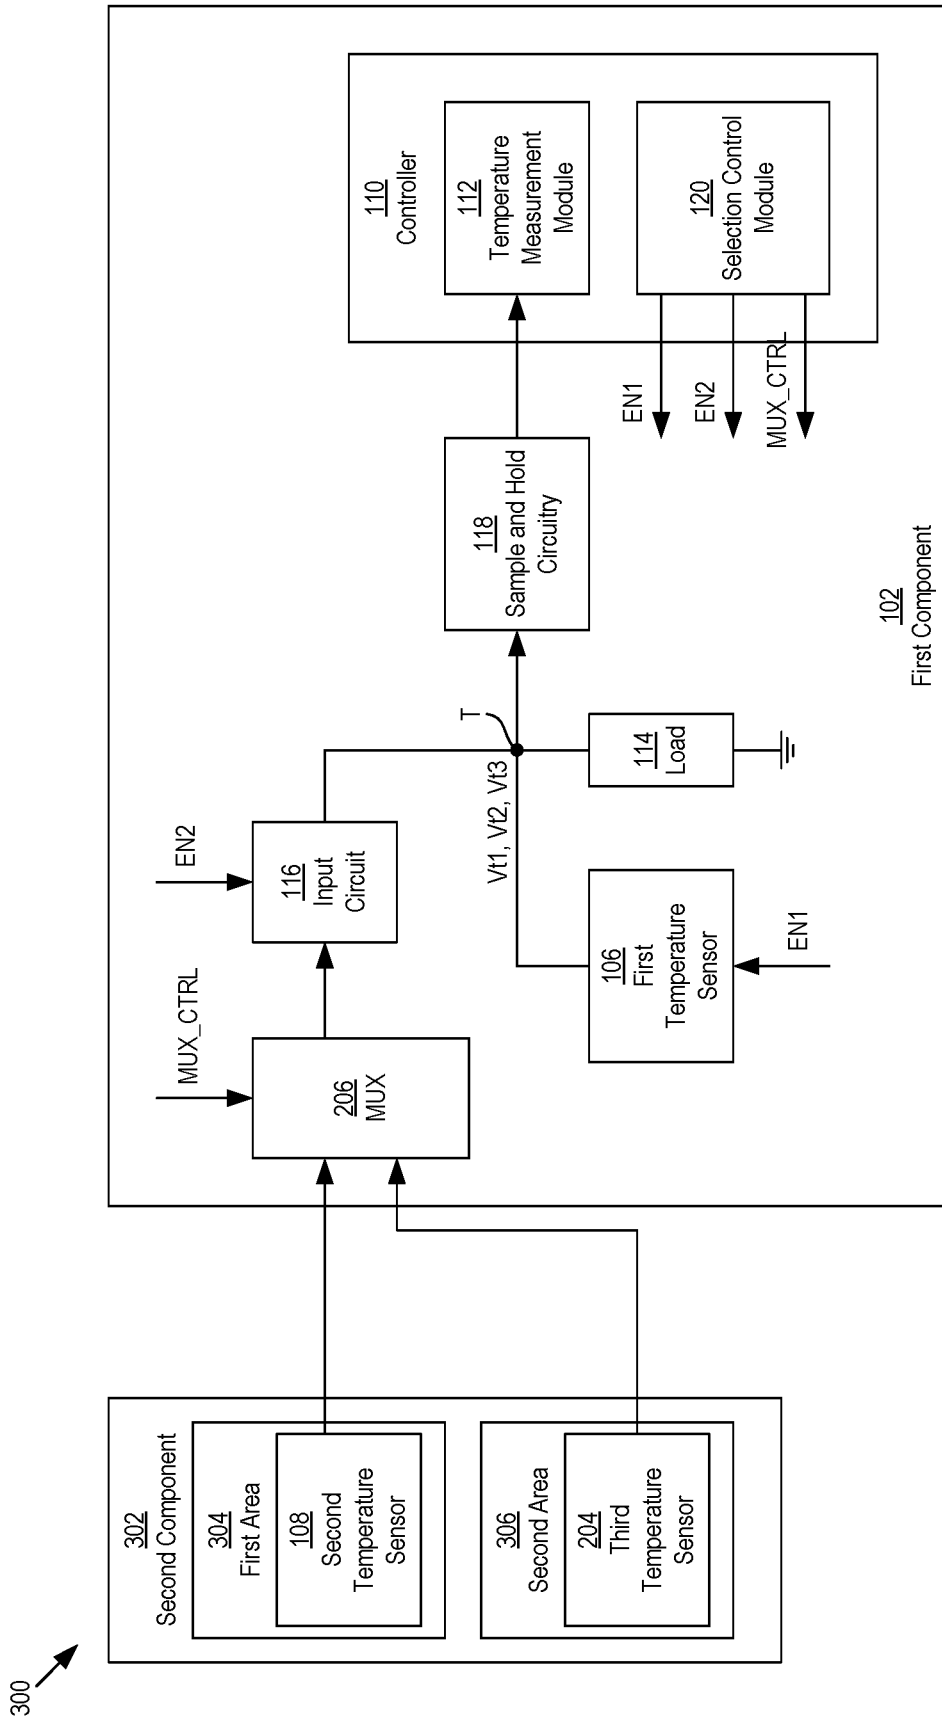 300
302
Second Component
304
First Area
108
Second
Temperature
Sensor
306
Second Area
204
Third
Temperature
Sensor
MUX_CTRL
206
MUX
EN2
116
Input
Circuit
106
First
Temperature
Sensor
EN1
Vt1, Vt2, Vt3
T
114
Load
118
Sample and Hold
Circuitry
110
Controller
112
Temperature
Measurement
Module
120
Selection Control
Module
EN1
EN2
MUX_CTRL
102
First Component